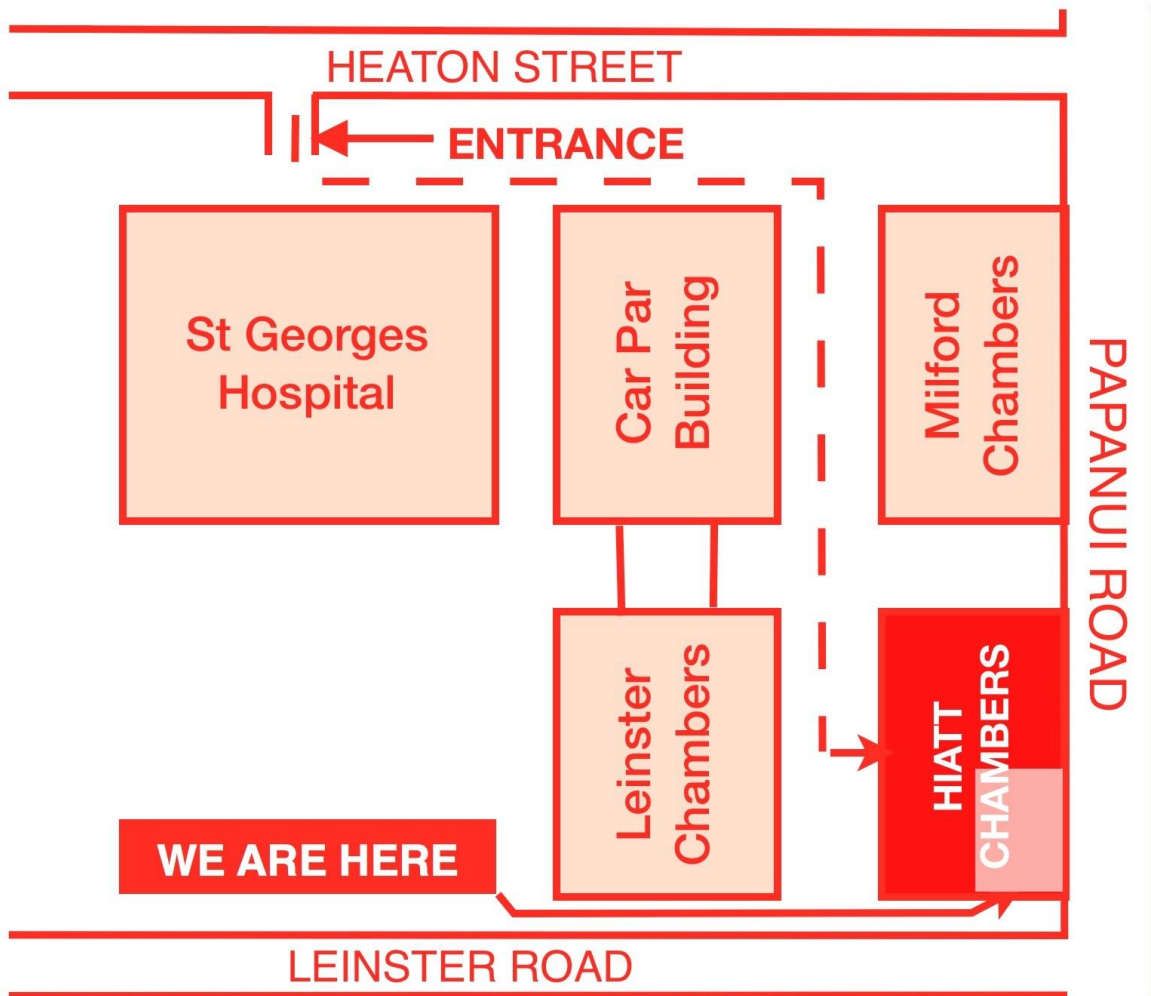 HEATON STREET
ENTRANCE
St Georges
Hospital
Car Par
Building
Milford
Chambers
PAPANUI ROAD
Leinster
Chambers
HIATT
CHAMBERS
WE ARE HERE
LEINSTER ROAD